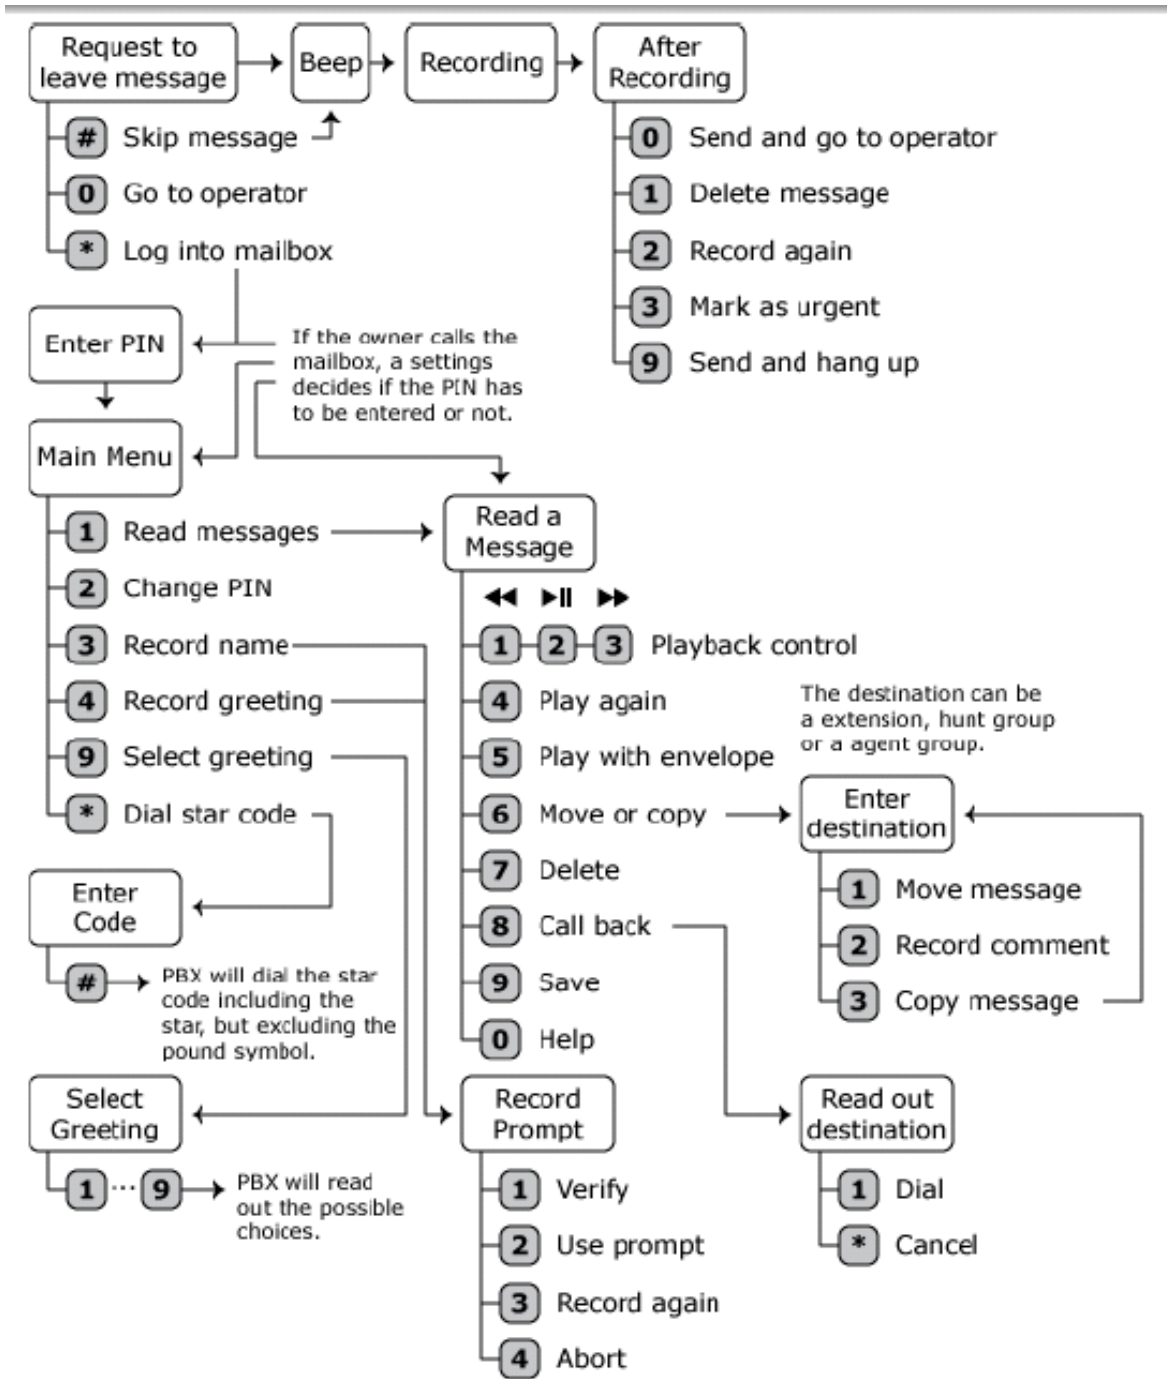 Request to
leave message
Beep
Recording
After
Recording
# Skip message
0 Go to operator
* Log into mailbox
0 Send and go to operator
1 Delete message
2 Record again
3 Mark as urgent
9 Send and hang up
Enter PIN
If the owner calls the
mailbox, a settings
decides if the PIN has
to be entered or not.
Main Menu
1 Read messages
2 Change PIN
3 Record name
4 Record greeting
9 Select greeting
* Dial star code
Read a
Message
1 2 3 Playback control
4 Play again
5 Play with envelope
6 Move or copy
7 Delete
8 Call back
9 Save
0 Help
The destination can be
a extension, hunt group
or a agent group.
Enter
destination
1 Move message
2 Record comment
3 Copy message
Enter
Code
# PBX will dial the star
code including the
star, but excluding the
pound symbol.
Select
Greeting
1 ... 9 PBX will read
out the possible
choices.
Record
Prompt
1 Verify
2 Use prompt
3 Record again
4 Abort
Read out
destination
1 Dial
* Cancel